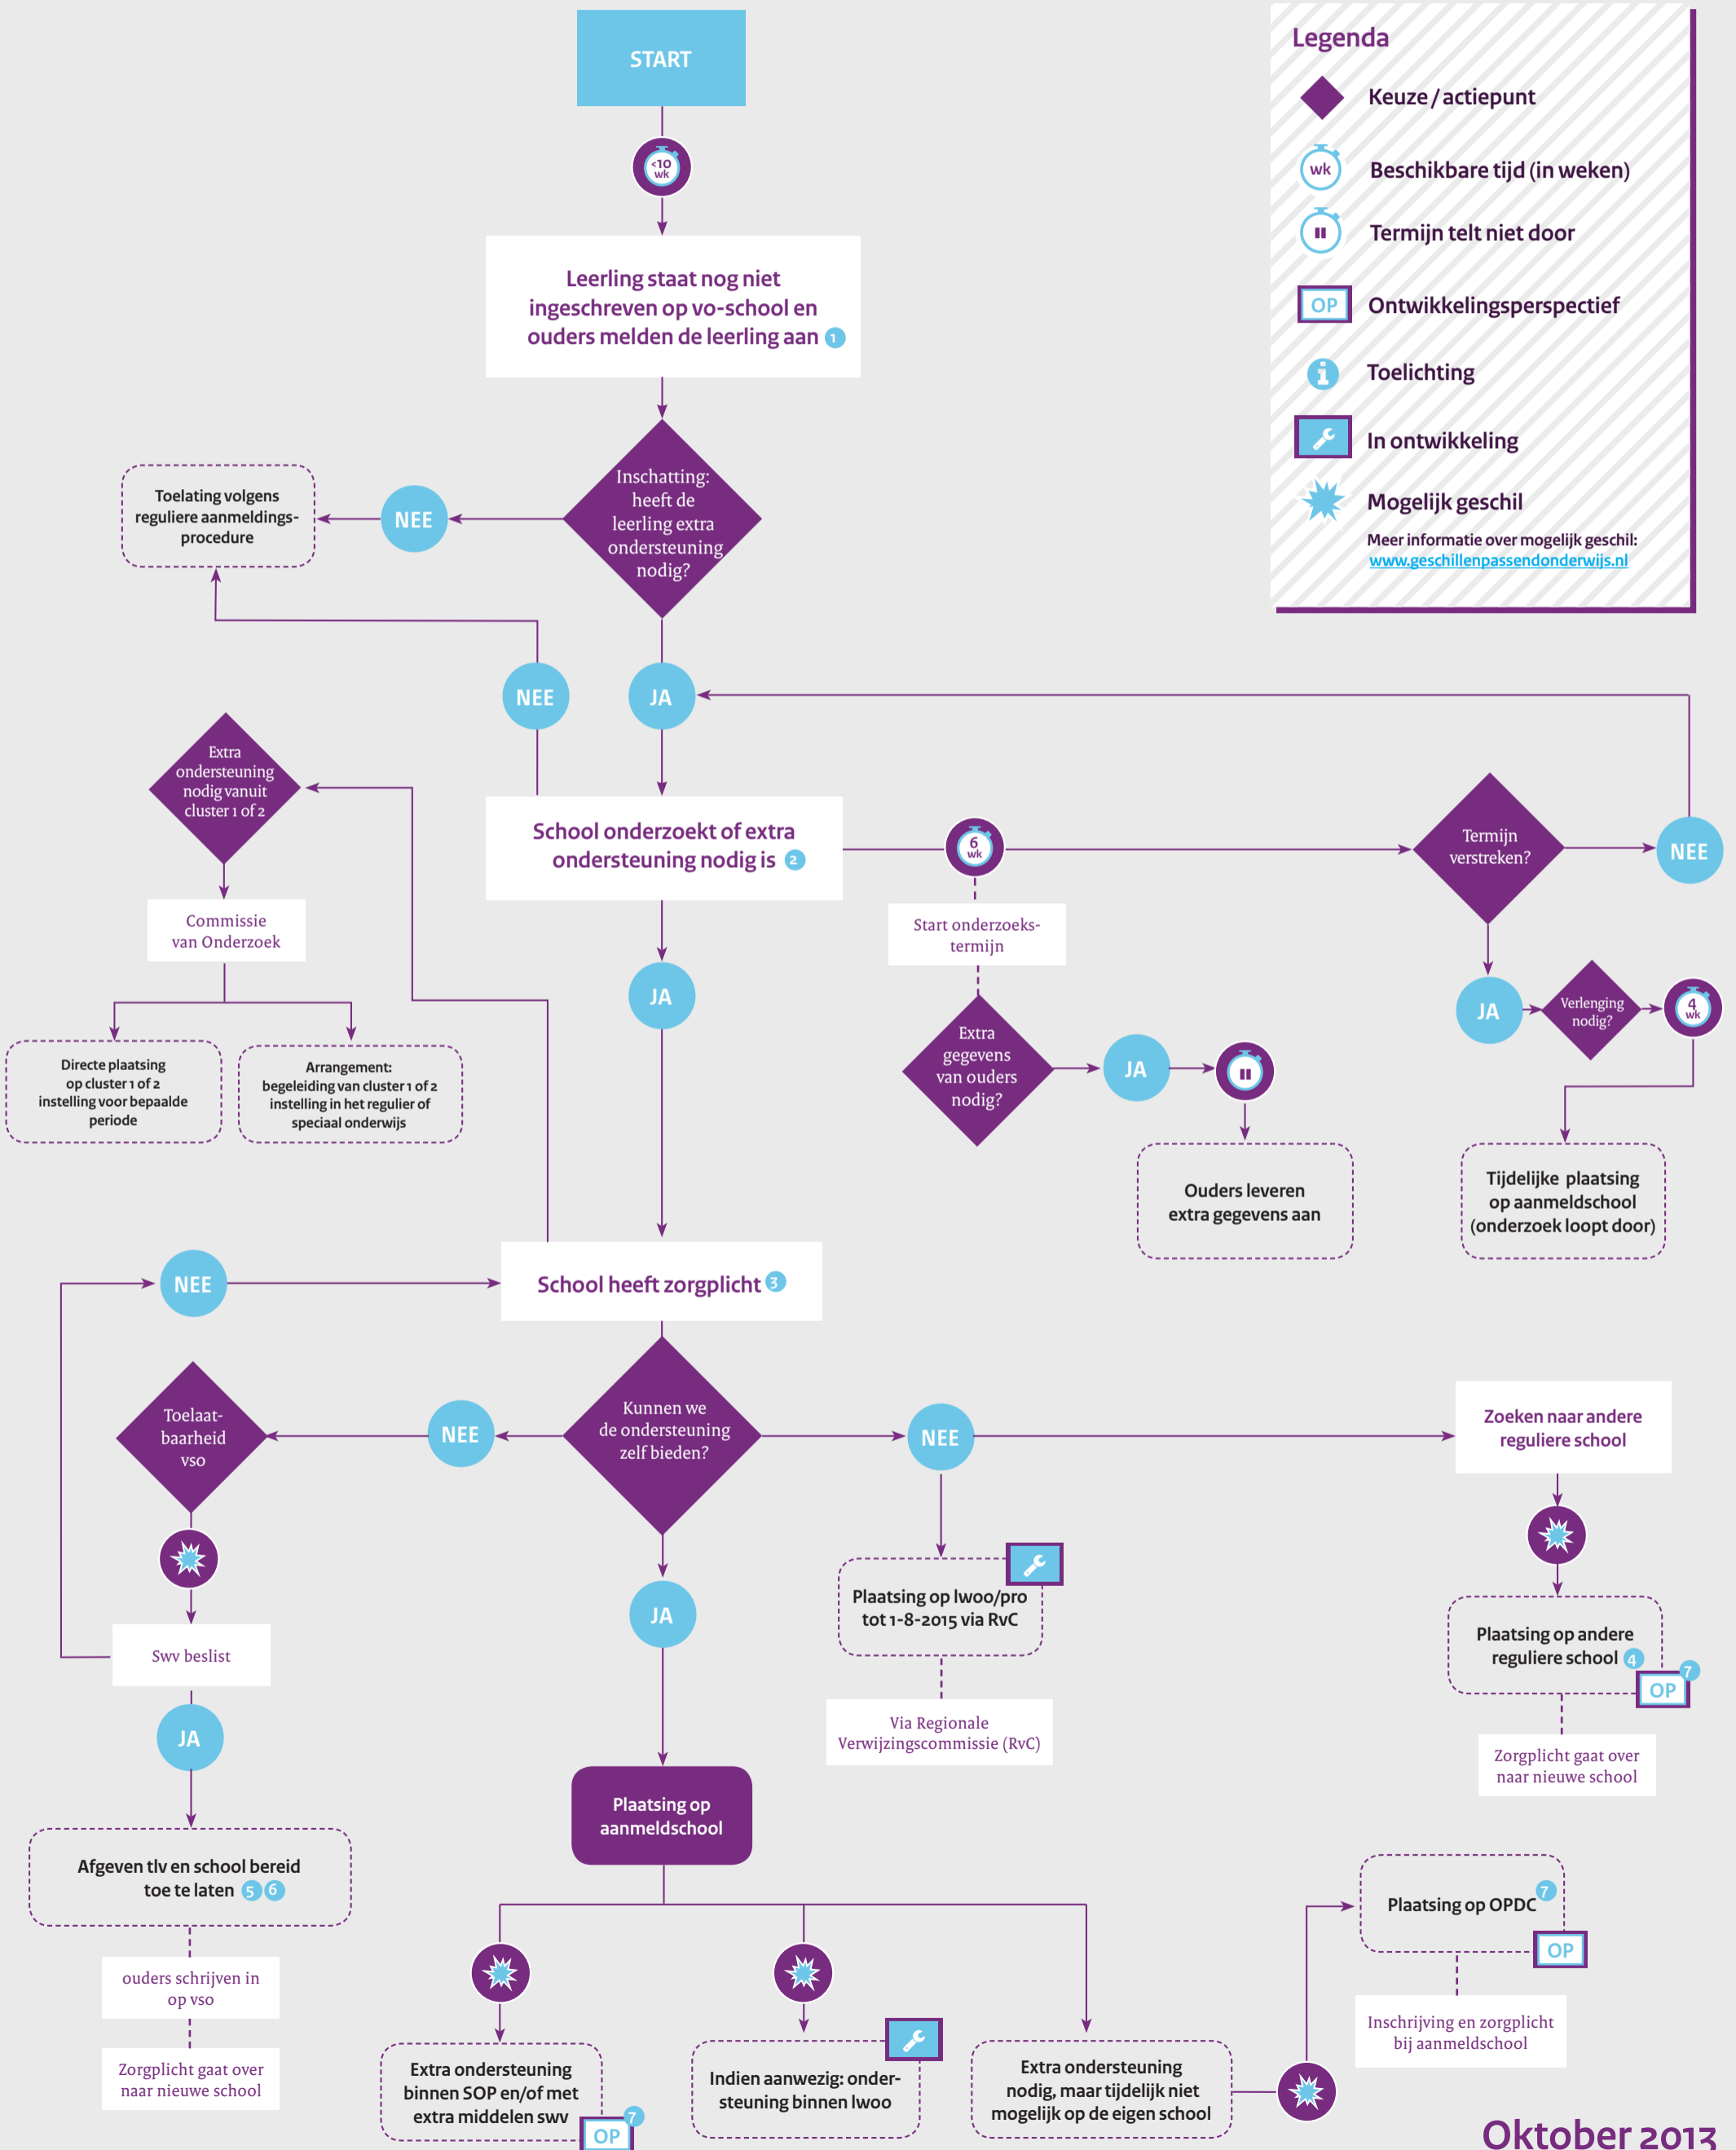 START
<10
wk
Leerling staat nog niet
ingeschreven op vo-school en
ouders melden de leerling aan 1
Inschatting:
heeft de
leerling extra
ondersteuning
nodig?
NEE
Toelating volgens
reguliere aanmeldings-
procedure
Legenda
Keuze / actiepunt
wk
Beschikbare tijd (in weken)
Termijn telt niet door
OP
Ontwikkelingsperspectief
i
Toelichting
In ontwikkeling
Mogelijk geschil
Meer informatie over mogelijk geschil:
www.geschillenpassendonderwijs.nl
NEE
JA
School onderzoekt of extra
ondersteuning nodig is 2
Extra
ondersteuning
nodig vanuit
cluster 1 of 2
Commissie
van Onderzoek
Directe plaatsing
op cluster 1 of 2
instelling voor bepaalde
periode
Arrangement:
begeleiding van cluster 1 of 2
instelling in het regulier of
speciaal onderwijs
6
wk
Start onderzoeks-
termijn
Extra
gegevens
van ouders
nodig?
JA
Ouders leveren
extra gegevens aan
Termijn
verstreken?
NEE
JA
Verlenging
nodig?
4
wk
Tijdelijke plaatsing
op aanmeldschool
(onderzoek loopt door)
JA
School heeft zorgplicht 3
NEE
Kunnen we
de ondersteuning
zelf bieden?
NEE
Toelaat-
baarheid
vso
Swv beslist
JA
Afgeven tlv en school bereid
toe te laten 5 6
ouders schrijven in
op vso
Zorgplicht gaat over
naar nieuwe school
NEE
Plaatsing op lwoo/pro
tot 1-8-2015 via RvC
Via Regionale
Verwijzingscommissie (RvC)
Zoeken naar andere
reguliere school
Plaatsing op andere
reguliere school 4
7
OP
Zorgplicht gaat over
naar nieuwe school
JA
Plaatsing op
aanmeldschool
Extra ondersteuning
binnen SOP en/of met
extra middelen swv
7
OP
Indien aanwezig: onder-
steuning binnen lwoo
Extra ondersteuning
nodig, maar tijdelijk niet
mogelijk op de eigen school
Plaatsing op OPDC 7
OP
Inschrijving en zorgplicht
bij aanmeldschool
Oktober 2013